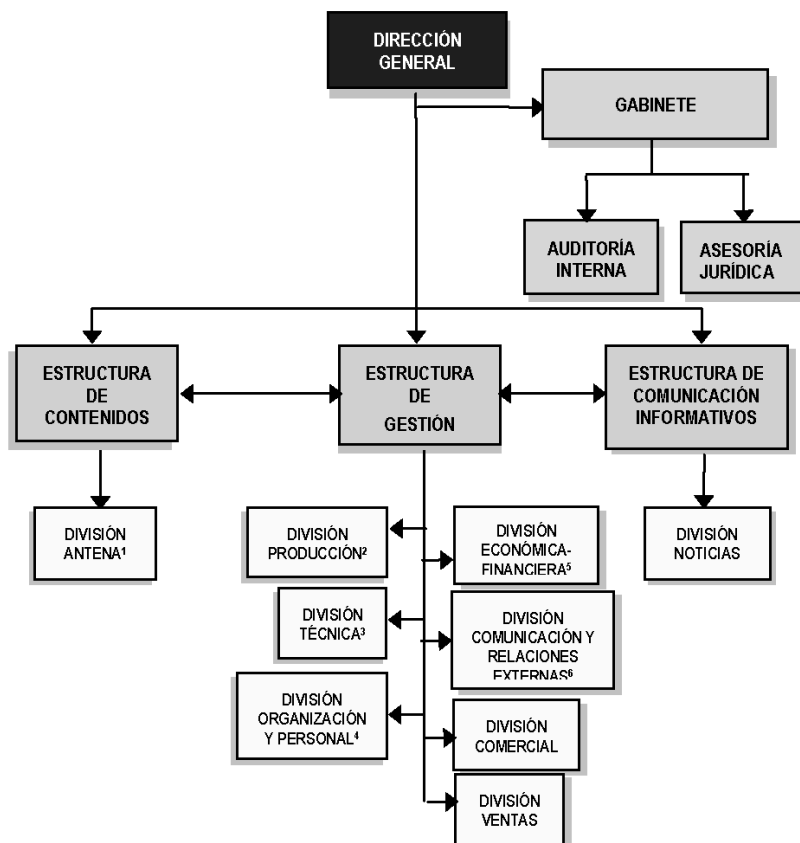 DIRECCIÓN
GENERAL
GABINETE
AUDITORÍA
INTERNA
ASESORÍA
JURÍDICA
ESTRUCTURA
DE
CONTENIDOS
ESTRUCTURA
DE
GESTIÓN
ESTRUCTURA DE
COMUNICACIÓN
INFORMATIVOS
DIVISIÓN
ANTENA¹
DIVISIÓN
PRODUCCIÓN²
DIVISIÓN
TÉCNICA³
DIVISIÓN
ORGANIZACIÓN
Y PERSONAL⁴
DIVISIÓN
ECONÓMICA-
FINANCIERA⁵
DIVISIÓN
COMUNICACIÓN Y
RELACIONES
EXTERNAS⁶
DIVISIÓN
COMERCIAL
DIVISIÓN
VENTAS
DIVISIÓN
NOTICIAS